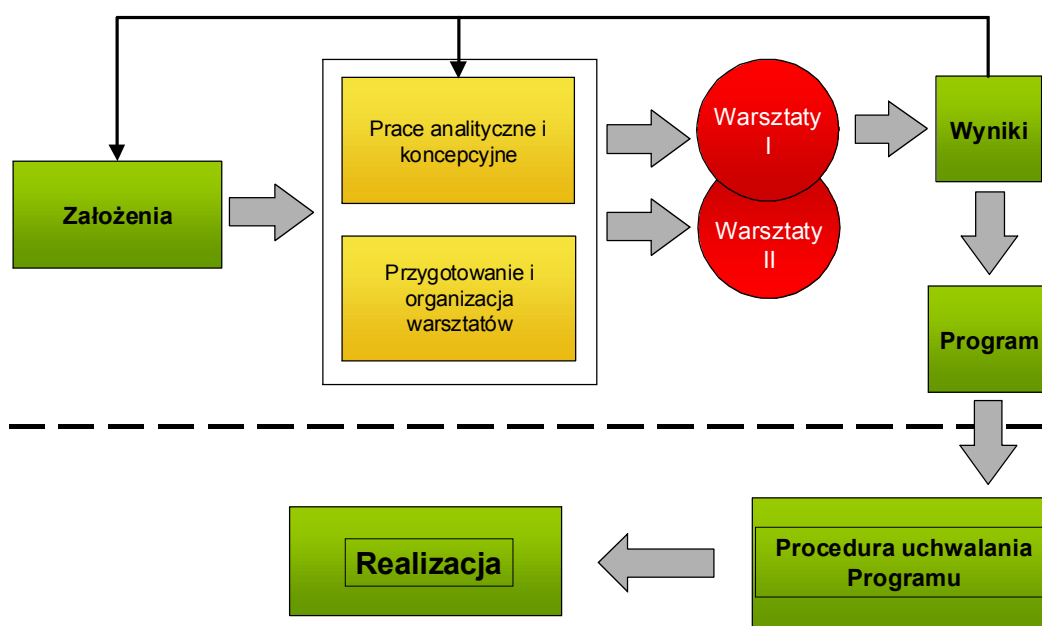 Prace analityczne i
koncepcyjne
Warsztaty
I
Wyniki
Założenia
Warsztaty
II
Przygotowanie i
organizacja
warsztatów
Program
Realizacja
Procedura uchwalania
Programu